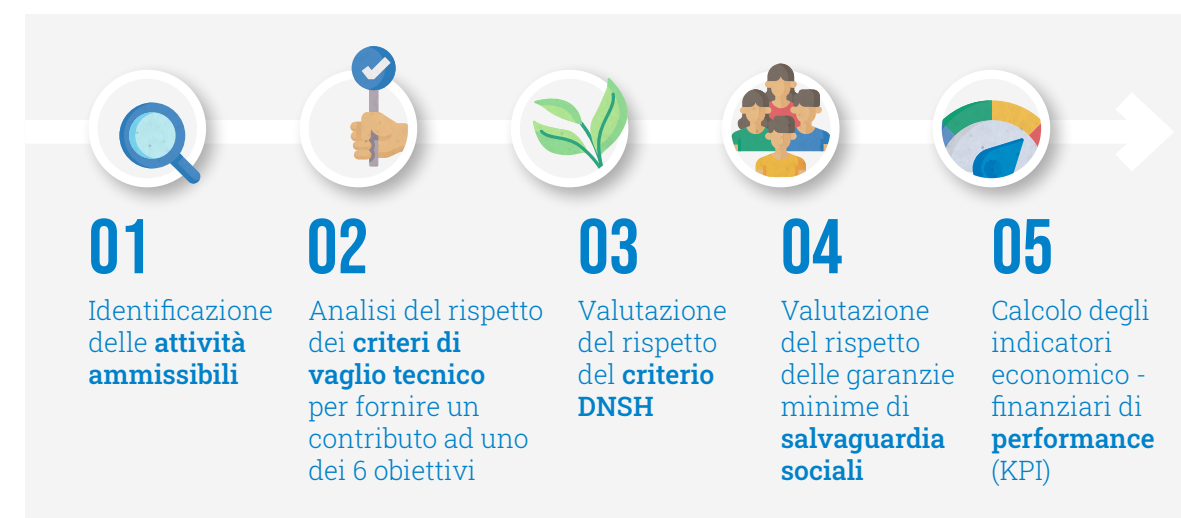 01
Identificazione
delle attività
ammissibili
02
Analisi del rispetto
dei criteri di
vaglio tecnico
per fornire un
contributo ad uno
dei 6 obiettivi
03
Valutazione
del rispetto
del criterio
DNSH
04
Valutazione
del rispetto
delle garanzie
minime di
salvaguardia
sociali
05
Calcolo degli
indicatori
economico -
finanziari di
performance
(KPI)